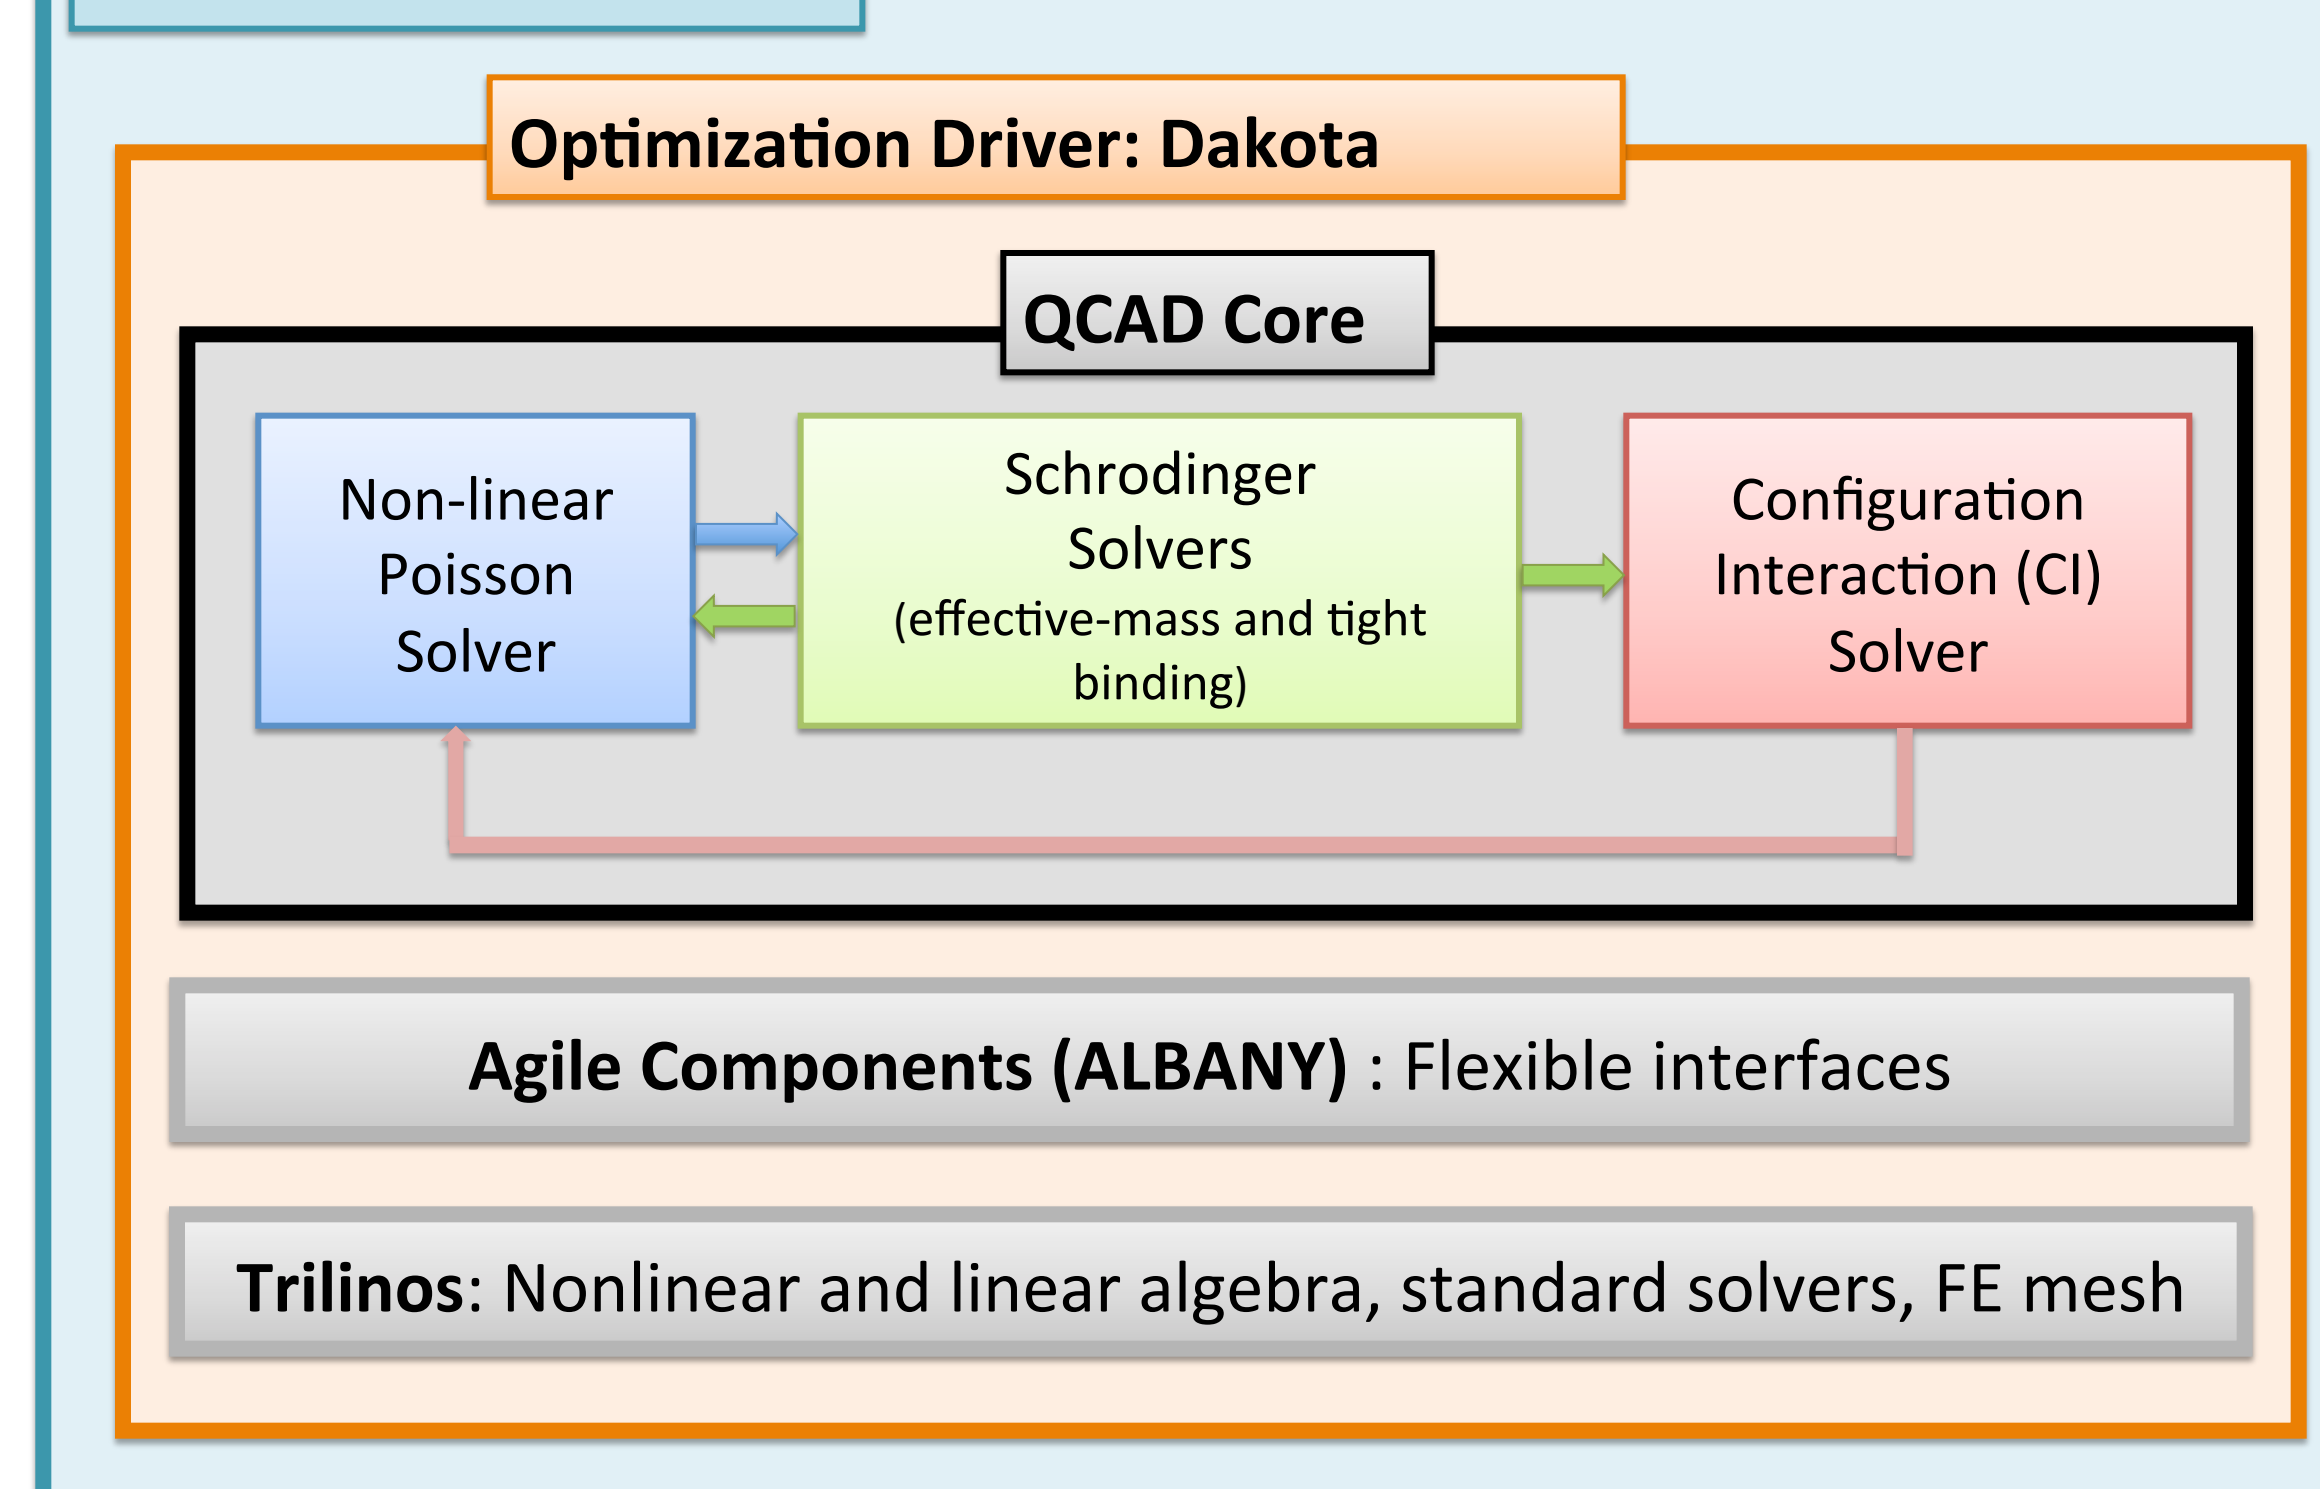 Optimization Driver: Dakota
QCAD Core
Non-linear
Poisson
Solver
Schrodinger
Solvers
(effective-mass and tight
binding)
Configuration
Interaction (CI)
Solver
Agile Components (ALBANY) : Flexible interfaces
Trilinos: Nonlinear and linear algebra, standard solvers, FE mesh